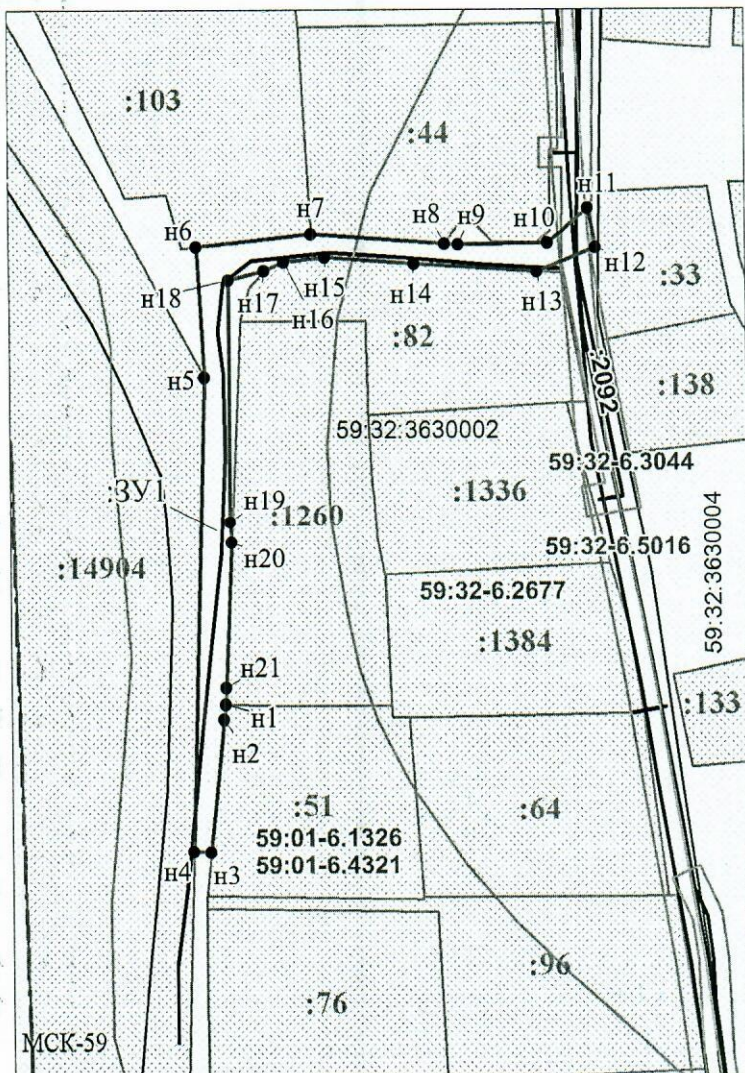 :103
:44
н11
н7
н8
н9
н10
н6
н12
н18
н17
н16
н15
н14
н13
:33
:82
н5
:2092
:138
59:32:3630002
59:32-6.3044
:ЗУ1
н19
:1260
:1336
н20
59:32-6.5016
:14904
59:32-6.2677
59:32:3630004
:1384
н21
н1
:133
н2
:51
:64
59:01-6.1326
59:01-6.4321
н4
н3
:96
:76
МСК-59